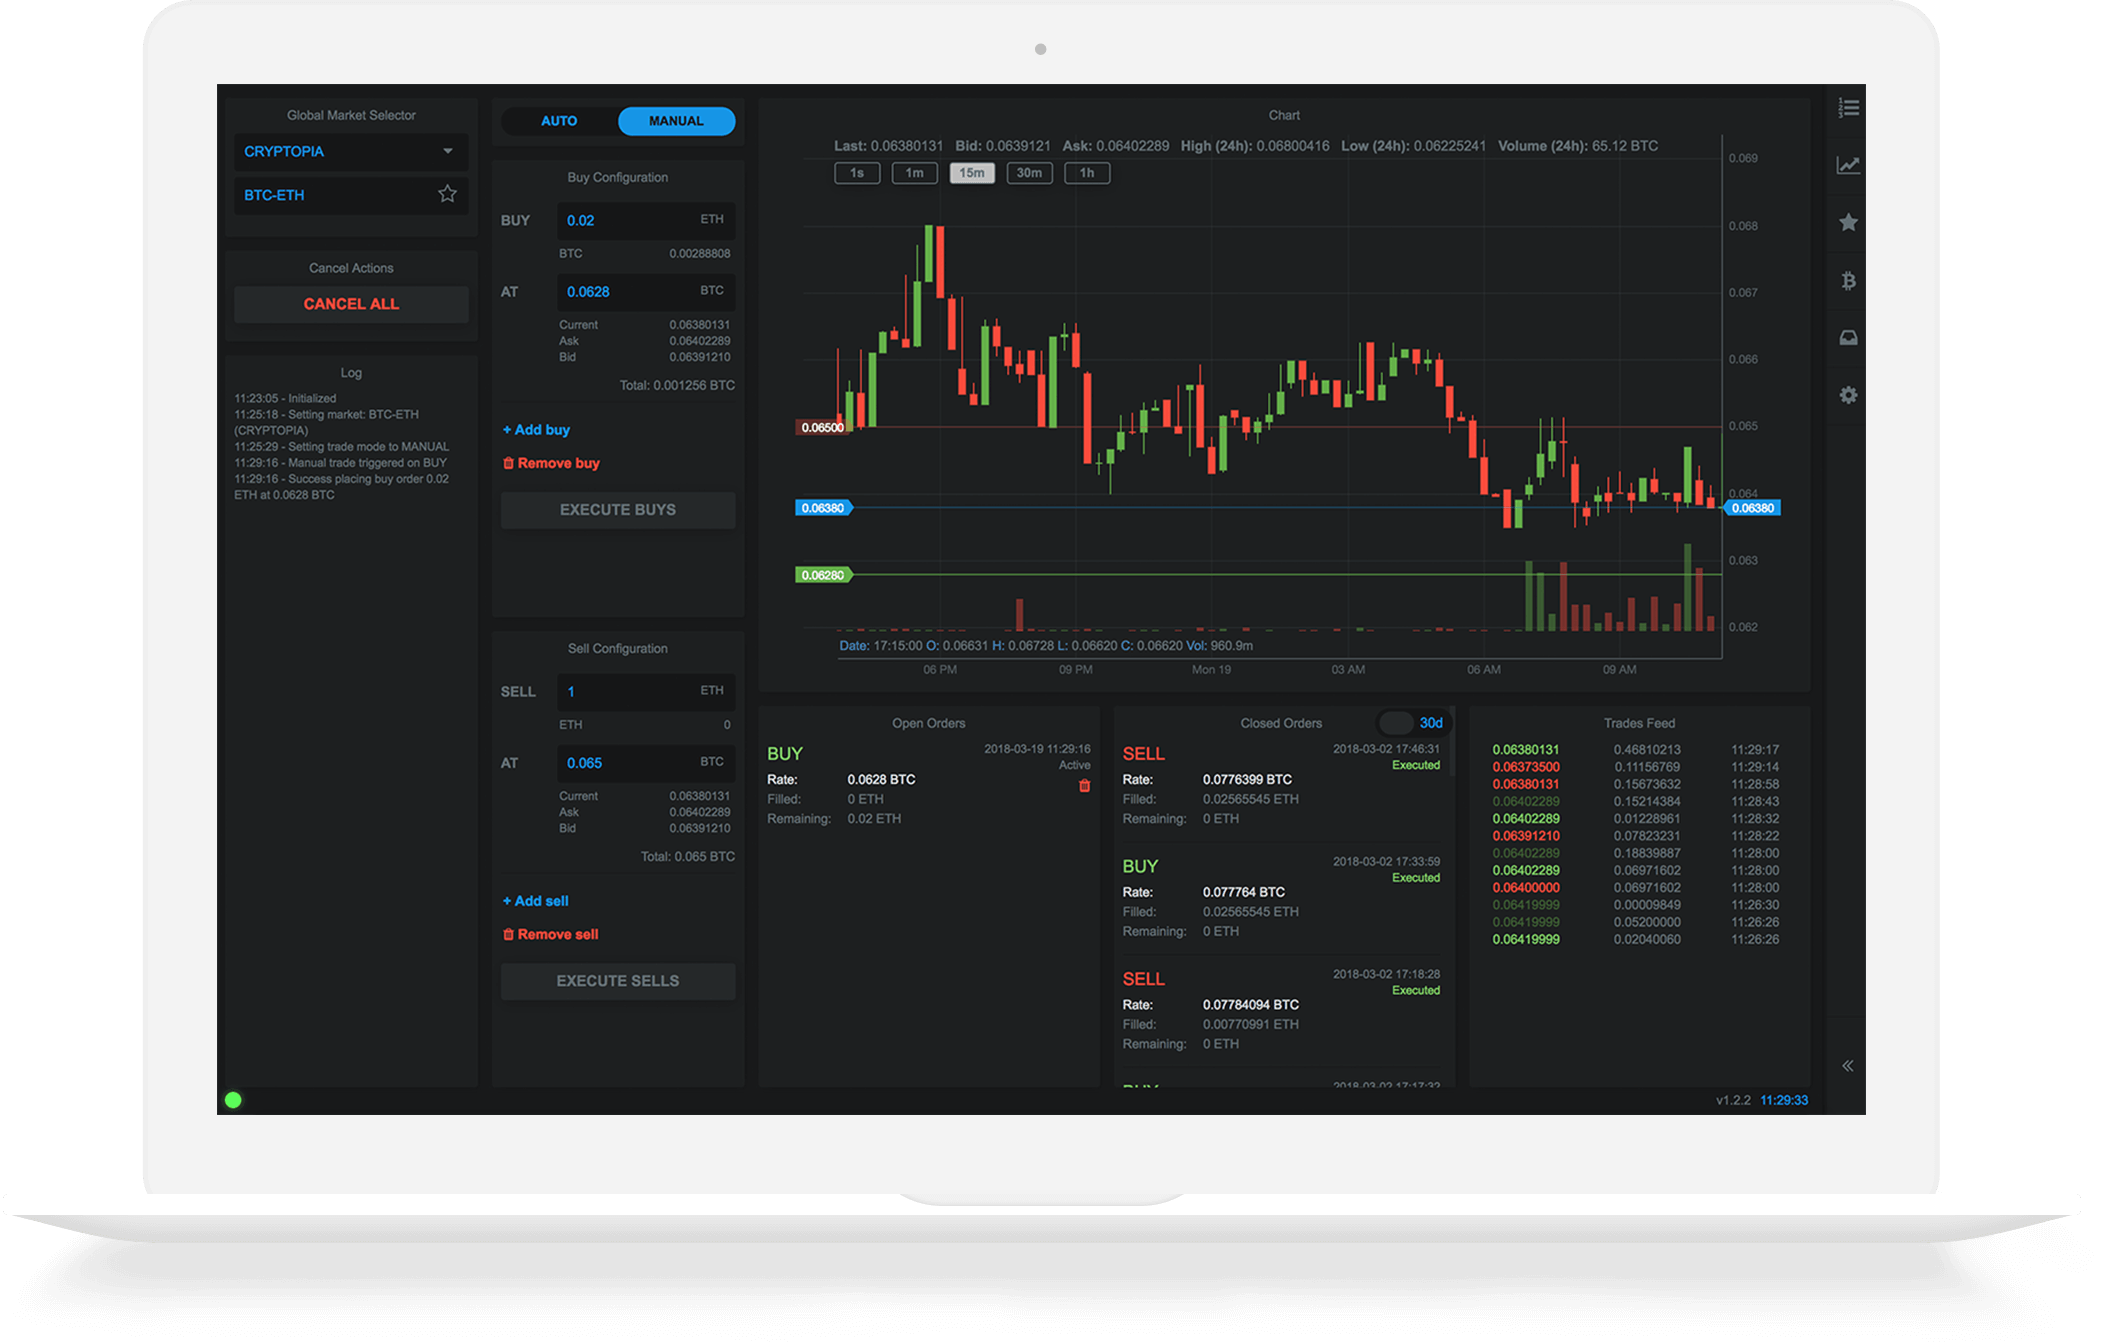 Global Market Selector
CRYPTOPIA
BTC-ETH
Cancel Actions
CANCEL ALL
Log
11:23:05 - Initialized
11:25:18 - Setting market: BTC-ETH
(CRYPTOPIA)
11:25:29 - Setting trade mode to MANUAL
11:29:16 - Manual trade triggered on BUY
11:29:16 - Success placing buy order 0.02
ETH at 0.0628 BTC
AUTO MANUAL
Buy Configuration
BUY 0.02 ETH
BTC 0.00288808
AT 0.0628 BTC
Current 0.06380131
Ask 0.06402289
Bid 0.06391210
Total: 0.001256 BTC
+ Add buy
Remove buy
EXECUTE BUYS
Sell Configuration
SELL 1 ETH
ETH 0
AT 0.065 BTC
Current 0.06380131
Ask 0.06402289
Bid 0.06391210
Total: 0.065 BTC
+ Add sell
Remove sell
EXECUTE SELLS
Chart
Last: 0.06380131 Bid: 0.0639121 Ask: 0.06402289 High (24h): 0.06800416 Low (24h): 0.06225241 Volume (24h): 65.12 BTC
1s 1m 15m 30m 1h
0.069
0.068
0.067
0.066
0.06500 0.065
0.064
0.06380 0.06380
0.063
0.06280
0.062
Date: 17:15:00 O: 0.06631 H: 0.06728 L: 0.06620 C: 0.06620 Vol: 960.9m
06 PM 09 PM Mon 19 03 AM 06 AM 09 AM
Open Orders
BUY 2018-03-19 11:29:16
Active
Rate: 0.0628 BTC
Filled: 0 ETH
Remaining: 0.02 ETH
Closed Orders 30d
SELL 2018-03-02 17:46:31
Executed
Rate: 0.0776399 BTC
Filled: 0.02565545 ETH
Remaining: 0 ETH
BUY 2018-03-02 17:33:59
Executed
Rate: 0.077764 BTC
Filled: 0.02565545 ETH
Remaining: 0 ETH
SELL 2018-03-02 17:18:28
Executed
Rate: 0.07784094 BTC
Filled: 0.00770991 ETH
Remaining: 0 ETH
BUY 2018-03-02 17:17:32
Trades Feed
0.06380131 0.46810213 11:29:17
0.06373500 0.11156769 11:29:14
0.06380131 0.15673632 11:28:58
0.06402289 0.15214384 11:28:43
0.06402289 0.01228961 11:28:32
0.06391210 0.07823231 11:28:22
0.06402289 0.18839887 11:28:00
0.06402289 0.06971602 11:28:00
0.06400000 0.06971602 11:28:00
0.06419999 0.00009849 11:26:30
0.06419999 0.05200000 11:26:26
0.06419999 0.02040060 11:26:26
v1.2.2 11:29:33